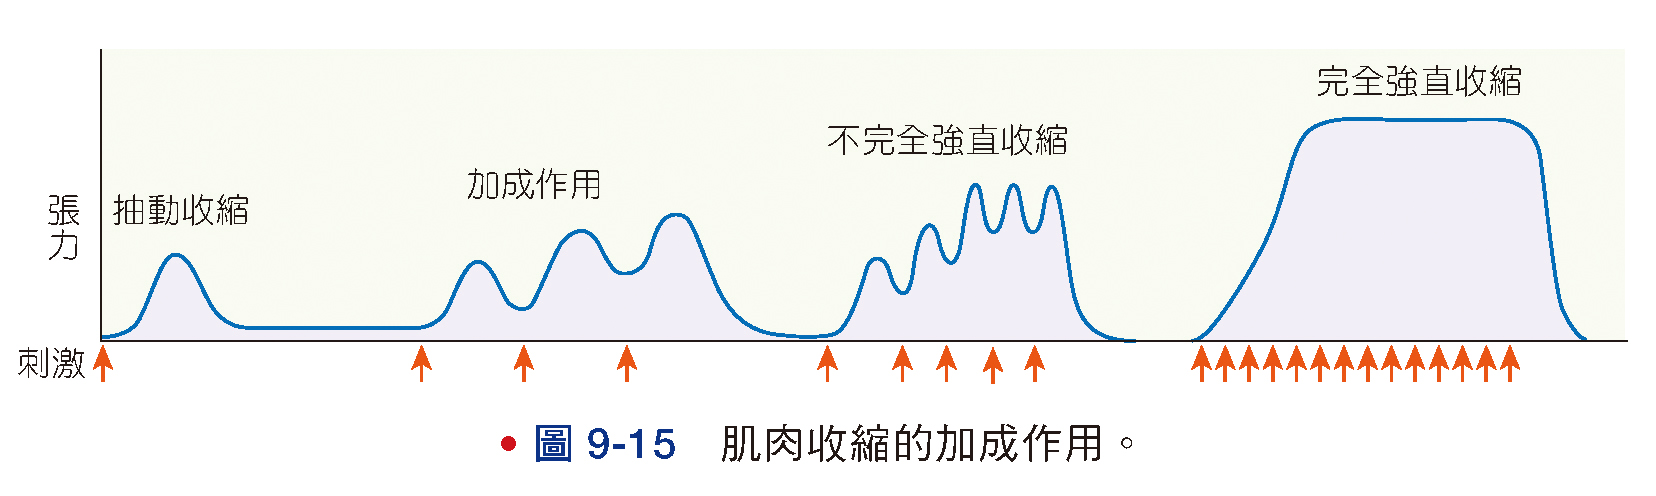 完全強直收縮
不完全強直收縮
加成作用
抽動收縮
張力
刺激
• 圖 9-15 肌肉收縮的加成作用。